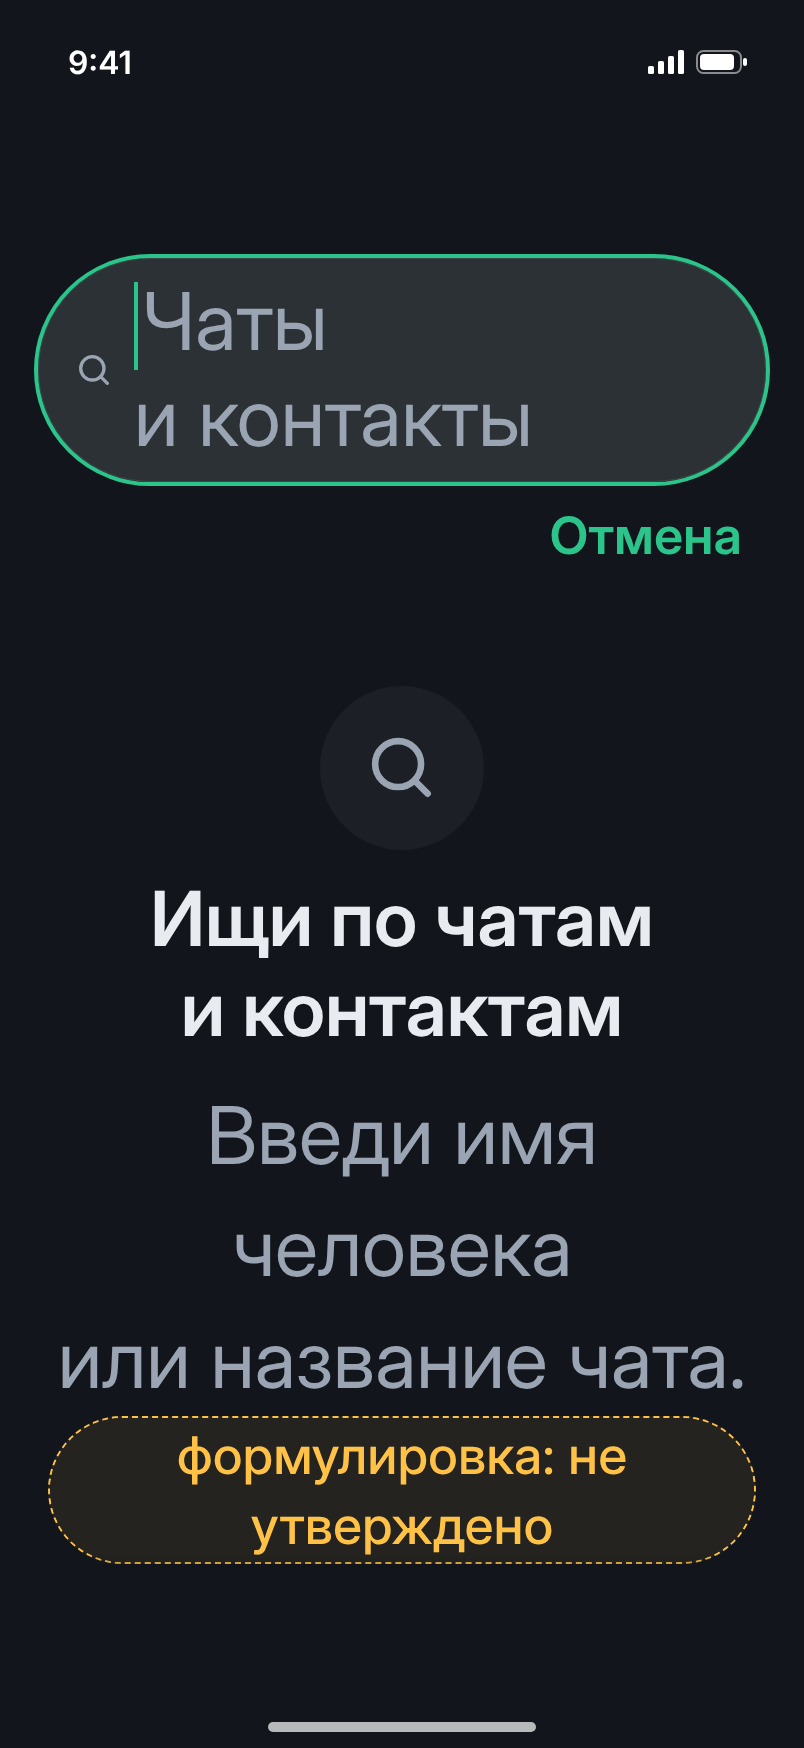 9:41
Чаты
и контакты
Отмена
Ищи по чатам
и контактам
Введи имя
человека
или название чата.
формулировка: не
утверждено